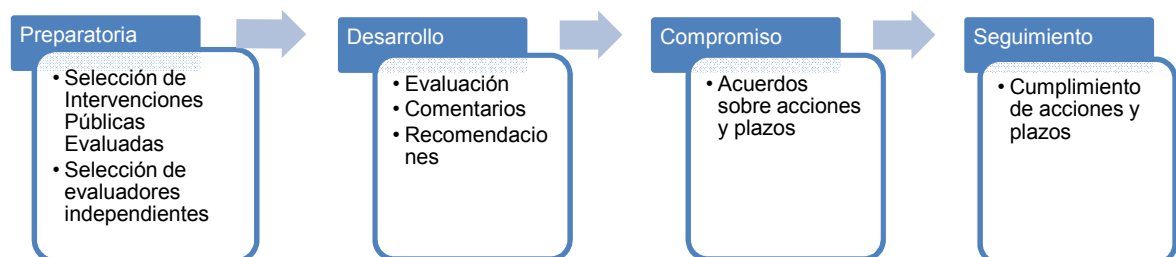 Preparatoria
• Selección de
Intervenciones
Públicas
Evaluadas
• Selección de
evaluadores
independientes
Desarrollo
• Evaluación
• Comentarios
• Recomendacio
nes
Compromiso
• Acuerdos
sobre acciones
y plazos
Seguimiento
• Cumplimiento
de acciones y
plazos